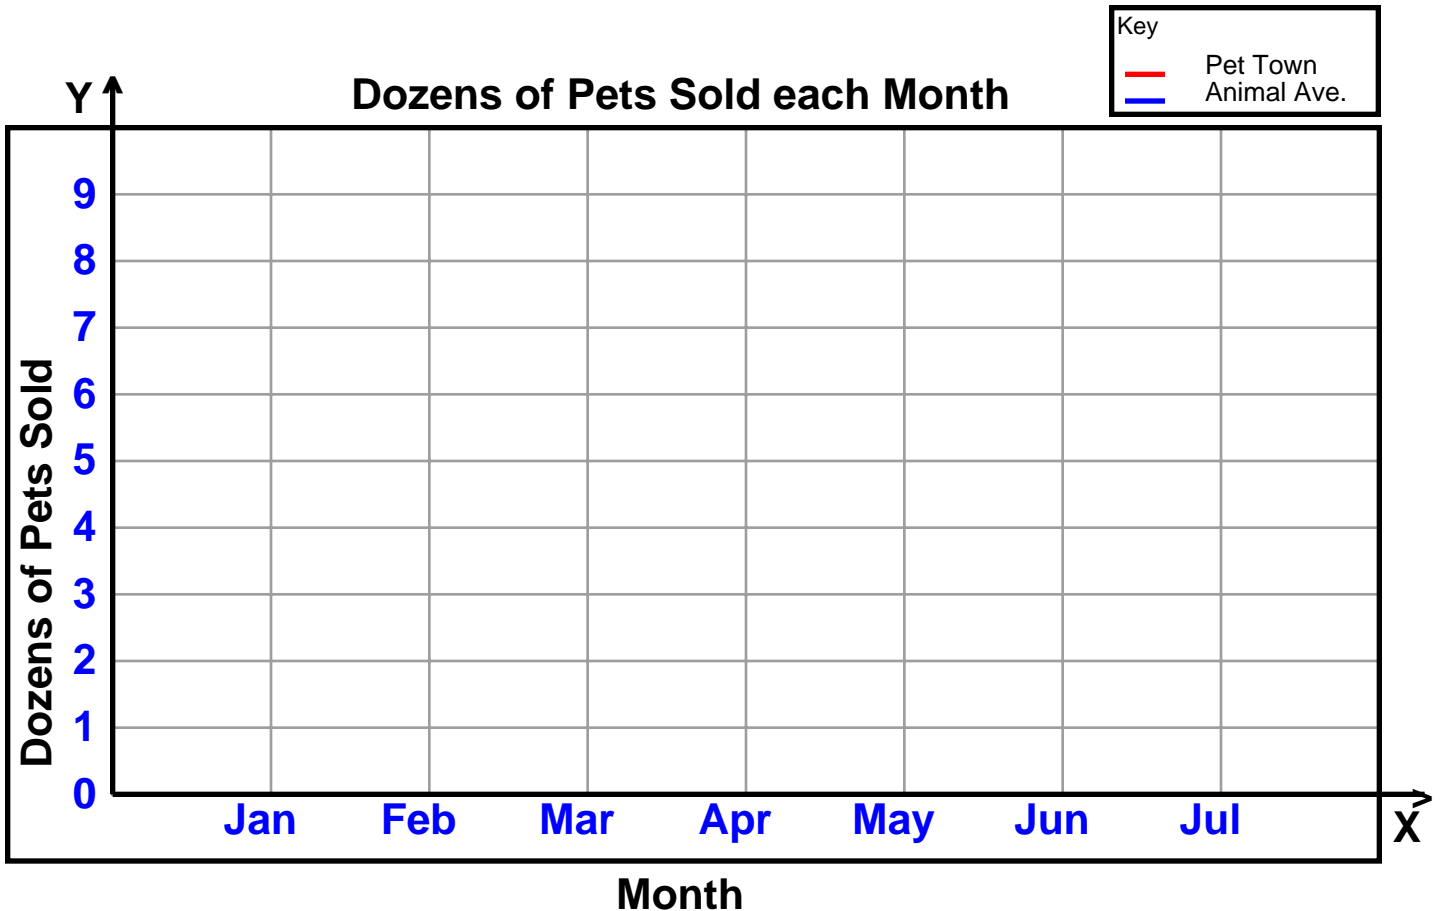 Key
Pet Town
Animal Ave.
Y
Dozens of Pets Sold each Month
Dozens of Pets Sold
9
8
7
6
5
4
3
2
1
0
Jan Feb Mar Apr May Jun Jul
X
Month